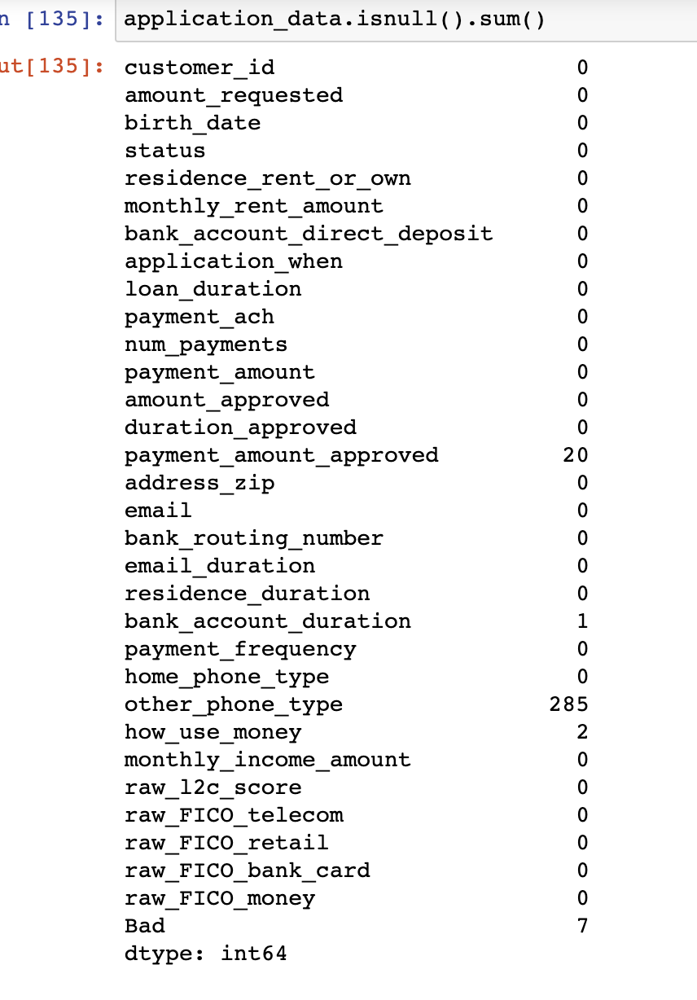 n [135]: application_data.isnull().sum()
ut[135]: customer_id 0
amount_requested 0
birth_date 0
status 0
residence_rent_or_own 0
monthly_rent_amount 0
bank_account_direct_deposit 0
application_when 0
loan_duration 0
payment_ach 0
num_payments 0
payment_amount 0
amount_approved 0
duration_approved 0
payment_amount_approved 20
address_zip 0
email 0
bank_routing_number 0
email_duration 0
residence_duration 0
bank_account_duration 1
payment_frequency 0
home_phone_type 0
other_phone_type 285
how_use_money 2
monthly_income_amount 0
raw_l2c_score 0
raw_FICO_telecom 0
raw_FICO_retail 0
raw_FICO_bank_card 0
raw_FICO_money 0
Bad 7
dtype: int64